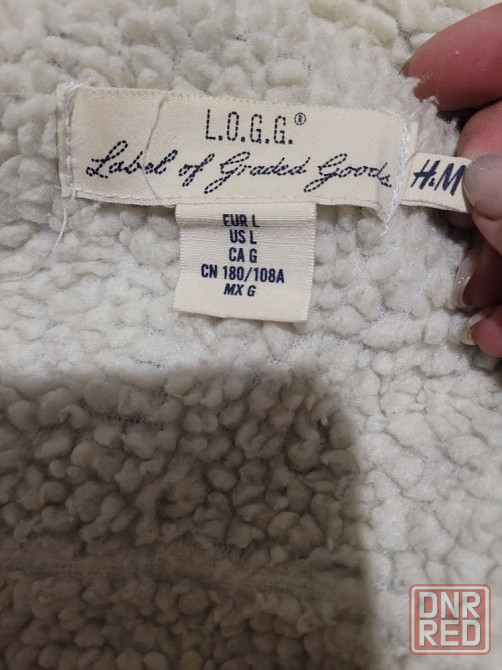 L.O.G.G.®
Label of Graded Goods
H&M
EUR L
US L
CA G
CN 180/108A
MX G
DNR
RED